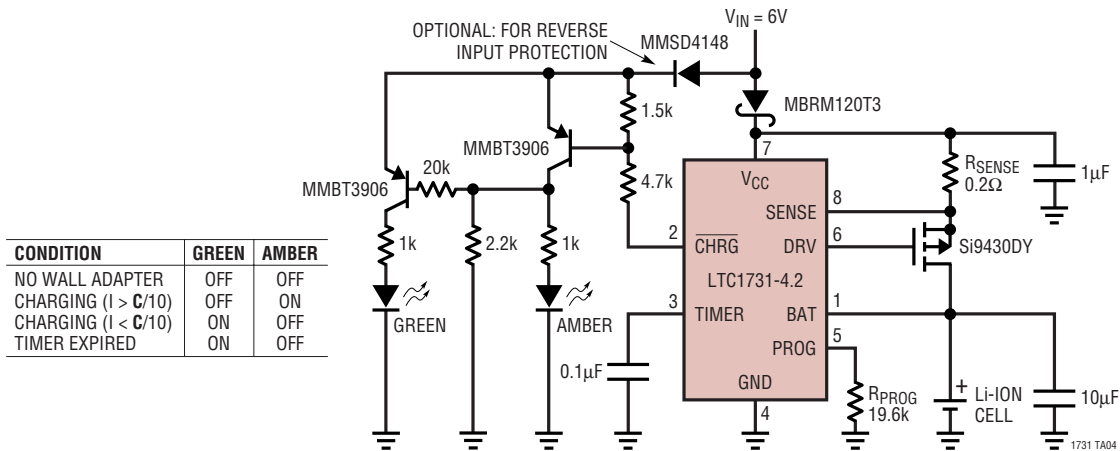 V_IN = 6V
OPTIONAL: FOR REVERSE
INPUT PROTECTION
MMSD4148
MBRM120T3
1.5k
MMBT3906
7
V_CC
R_SENSE
0.2Ω
1µF
MMBT3906
20k
4.7k
SENSE
8
1k
2.2k
1k
2
CHRG
DRV
6
Si9430DY
LTC1731-4.2
CONDITION GREEN AMBER
NO WALL ADAPTER OFF OFF
CHARGING (I > C/10) OFF ON
CHARGING (I < C/10) ON OFF
TIMER EXPIRED ON OFF
GREEN
AMBER
3
TIMER
BAT
1
PROG
5
0.1µF
GND
4
R_PROG
19.6k
+
Li-ION
CELL
10µF
1731 TA04